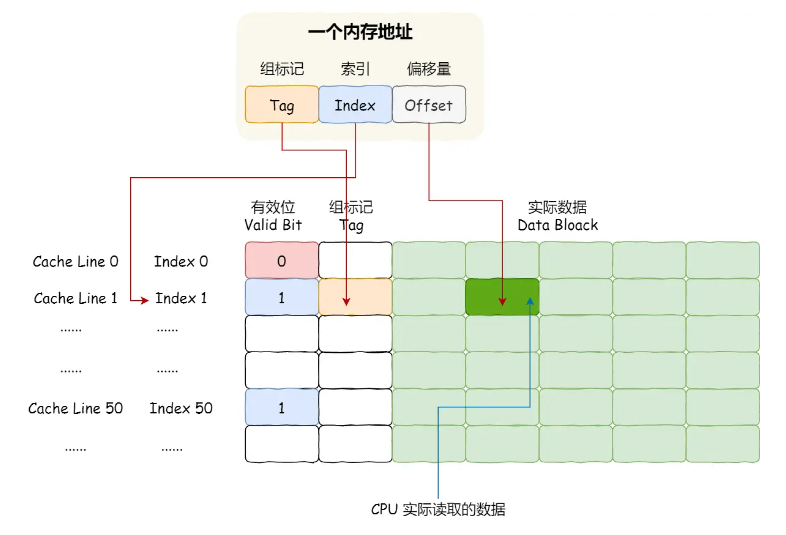 一个内存地址
组标记 索引 偏移量
Tag Index Offset
有效位 组标记 实际数据
Valid Bit Tag Data Bloack
Cache Line 0 Index 0 0
Cache Line 1 Index 1 1
...... ......
...... ......
Cache Line 50 Index 50 1
...... ......
CPU 实际读取的数据